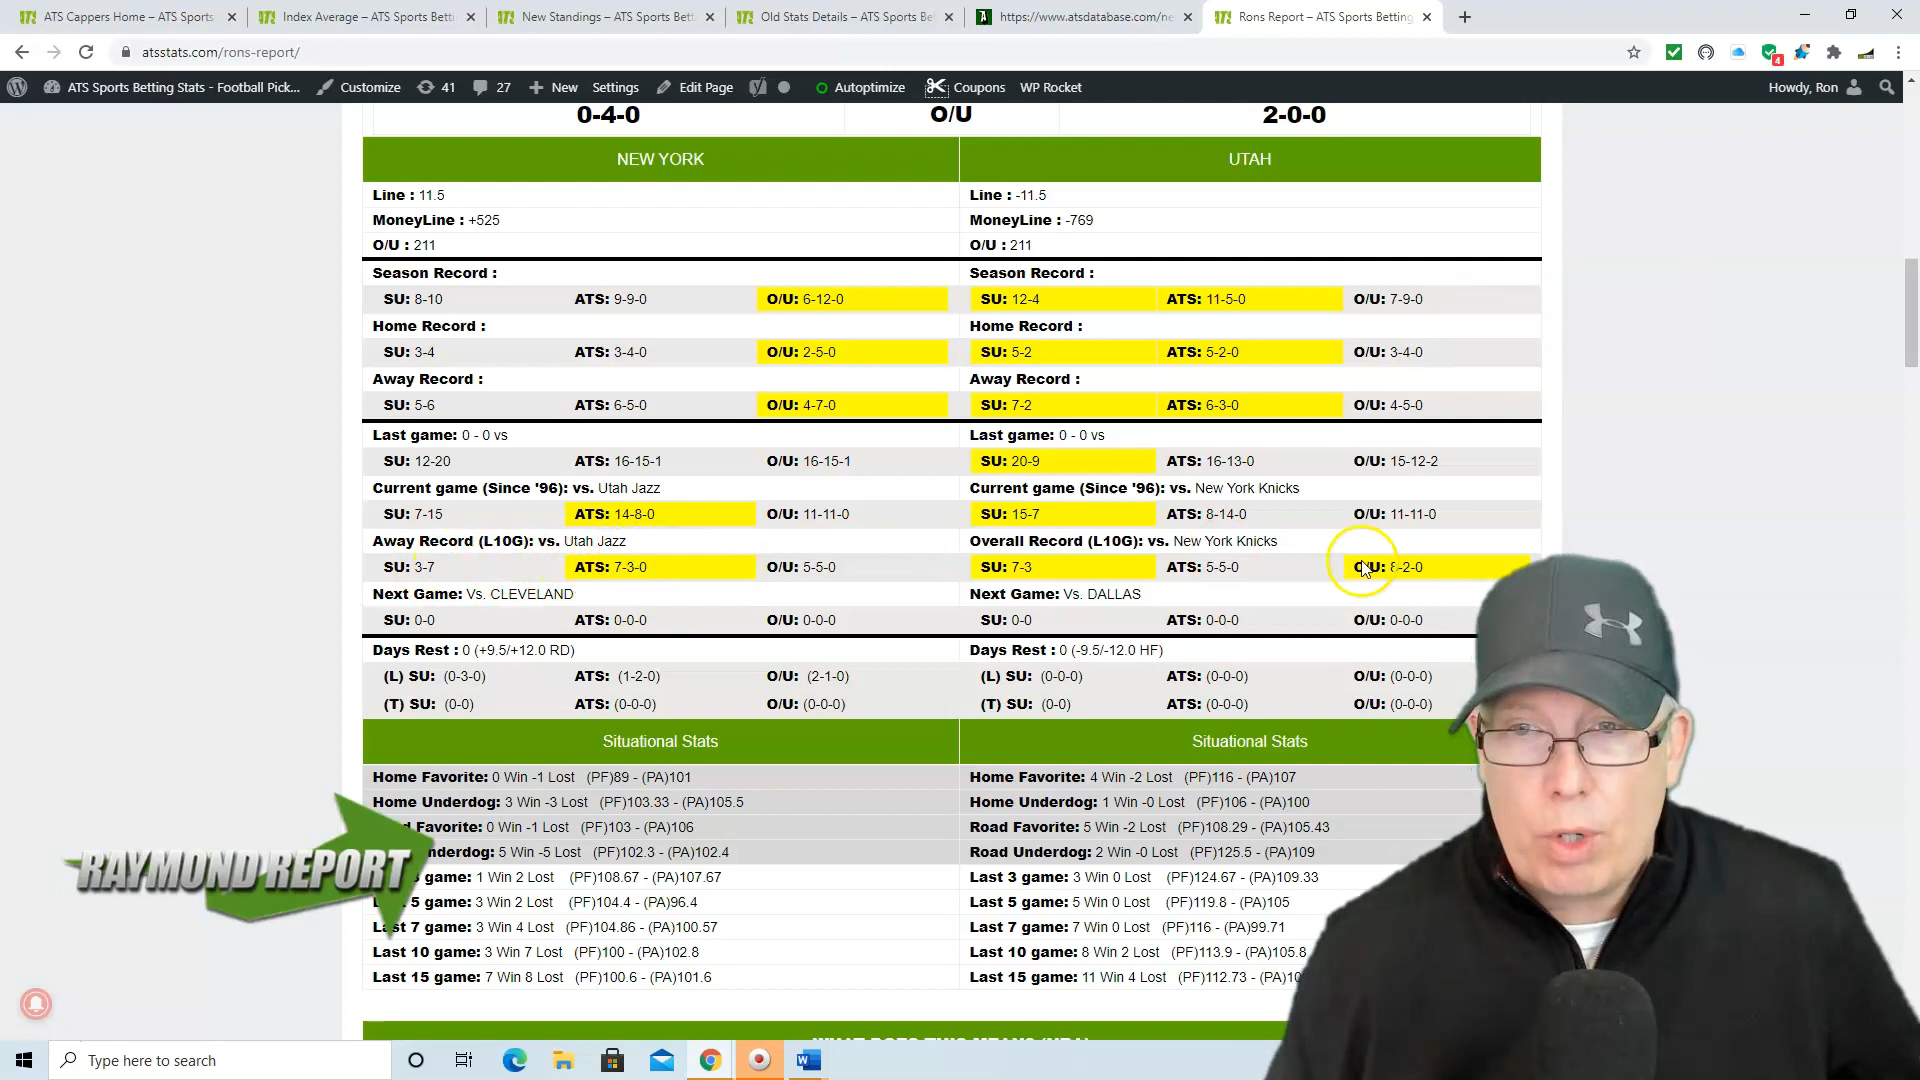 ATS Cappers Home – ATS Sports
Index Average – ATS Sports Betti
New Standings – ATS Sports Bett
Old Stats Details – ATS Sports Be
https://www.atsdatabase.com/ne
Rons Report – ATS Sports Betting
atsstats.com/rons-report/
4
ATS Sports Betting Stats - Football Pick...
Customize
41
27
New
Settings
Edit Page
Autoptimize
Coupons
WP Rocket
Howdy, Ron
0-4-0 O/U 2-0-0
NEW YORK UTAH
Line : 11.5 Line : -11.5
MoneyLine : +525 MoneyLine : -769
O/U : 211 O/U : 211
Season Record : Season Record :
SU: 8-10 ATS: 9-9-0 O/U: 6-12-0 SU: 12-4 ATS: 11-5-0 O/U: 7-9-0
Home Record : Home Record :
SU: 3-4 ATS: 3-4-0 O/U: 2-5-0 SU: 5-2 ATS: 5-2-0 O/U: 3-4-0
Away Record : Away Record :
SU: 5-6 ATS: 6-5-0 O/U: 4-7-0 SU: 7-2 ATS: 6-3-0 O/U: 4-5-0
Last game: 0 - 0 vs Last game: 0 - 0 vs
SU: 12-20 ATS: 16-15-1 O/U: 16-15-1 SU: 20-9 ATS: 16-13-0 O/U: 15-12-2
Current game (Since '96): vs. Utah Jazz Current game (Since '96): vs. New York Knicks
SU: 7-15 ATS: 14-8-0 O/U: 11-11-0 SU: 15-7 ATS: 8-14-0 O/U: 11-11-0
Away Record (L10G): vs. Utah Jazz Overall Record (L10G): vs. New York Knicks
SU: 3-7 ATS: 7-3-0 O/U: 5-5-0 SU: 7-3 ATS: 5-5-0 O/U: 8-2-0
Next Game: Vs. CLEVELAND Next Game: Vs. DALLAS
SU: 0-0 ATS: 0-0-0 O/U: 0-0-0 SU: 0-0 ATS: 0-0-0 O/U: 0-0-0
Days Rest : 0 (+9.5/+12.0 RD) Days Rest : 0 (-9.5/-12.0 HF)
(L) SU: (0-3-0) ATS: (1-2-0) O/U: (2-1-0) (L) SU: (0-0-0) ATS: (0-0-0) O/U: (0-0-0)
(T) SU: (0-0) ATS: (0-0-0) O/U: (0-0-0) (T) SU: (0-0) ATS: (0-0-0) O/U: (0-0-0)
Situational Stats Situational Stats
Home Favorite: 0 Win -1 Lost (PF)89 - (PA)101 Home Favorite: 4 Win -2 Lost (PF)116 - (PA)107
Home Underdog: 3 Win -3 Lost (PF)103.33 - (PA)105.5 Home Underdog: 1 Win -0 Lost (PF)106 - (PA)100
Favorite: 0 Win -1 Lost (PF)103 - (PA)106 Road Favorite: 5 Win -2 Lost (PF)108.29 - (PA)105.43
nderdog: 5 Win -5 Lost (PF)102.3 - (PA)102.4 Road Underdog: 2 Win -0 Lost (PF)125.5 - (PA)109
game: 1 Win 2 Lost (PF)108.67 - (PA)107.67 Last 3 game: 3 Win 0 Lost (PF)124.67 - (PA)109.33
5 game: 3 Win 2 Lost (PF)104.4 - (PA)96.4 Last 5 game: 5 Win 0 Lost (PF)119.8 - (PA)105
Last 7 game: 3 Win 4 Lost (PF)104.86 - (PA)100.57 Last 7 game: 7 Win 0 Lost (PF)116 - (PA)99.71
Last 10 game: 3 Win 7 Lost (PF)100 - (PA)102.8 Last 10 game: 8 Win 2 Lost (PF)113.9 - (PA)105.8
Last 15 game: 7 Win 8 Lost (PF)100.6 - (PA)101.6 Last 15 game: 11 Win 4 Lost (PF)112.73 - (PA)10
RAYMOND REPORT
Type here to search